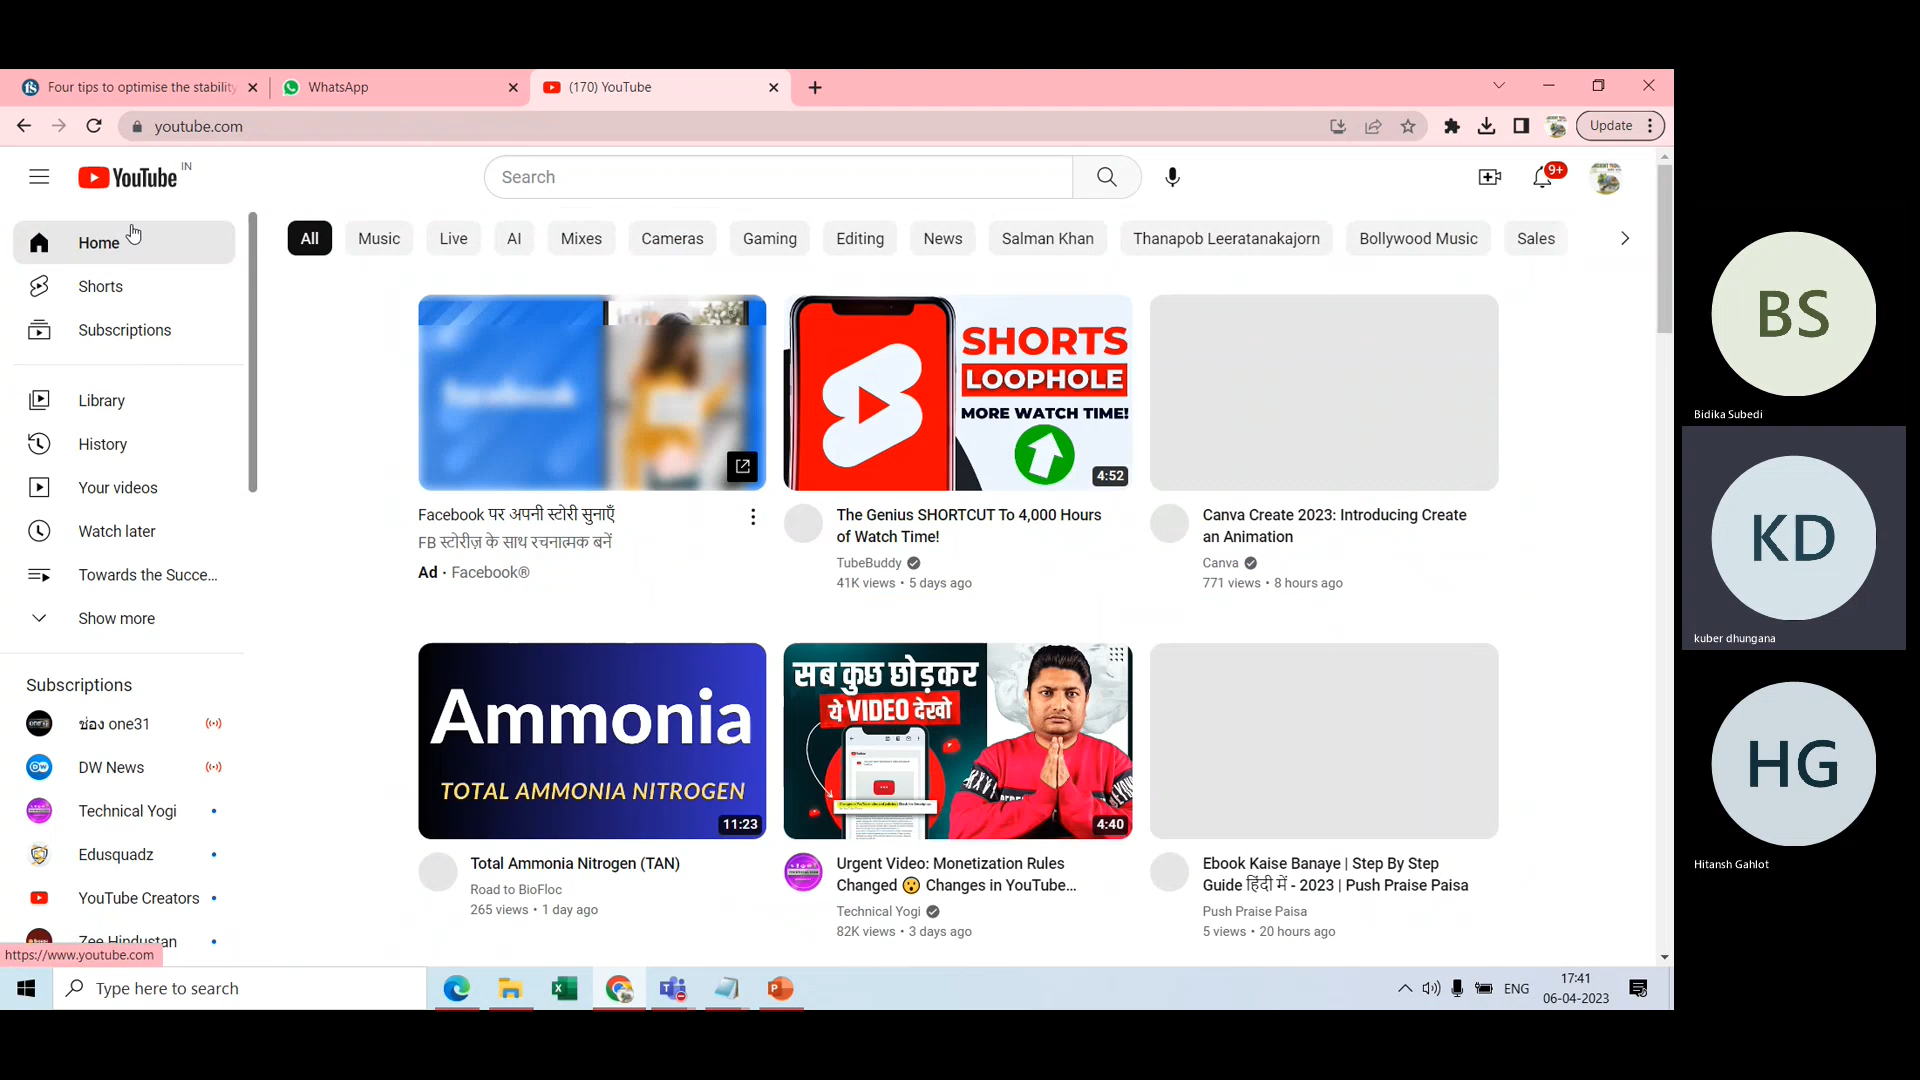 Four tips to optimise the stability
WhatsApp
(170) YouTube
youtube.com
Update
YouTube IN
Search
9+
Home
Shorts
Subscriptions
Library
History
Your videos
Watch later
Towards the Succe...
Show more
Subscriptions
ช่อง one31
DW News
Technical Yogi
Edusquadz
YouTube Creators
Zee Hindustan
https://www.youtube.com
All
Music
Live
AI
Mixes
Cameras
Gaming
Editing
News
Salman Khan
Thanapob Leeratanakajorn
Bollywood Music
Sales
Facebook पर अपनी स्टोरी सुनाएँ
FB स्टोरीज़ के साथ रचनात्मक बनें
Ad · Facebook®
SHORTS
LOOPHOLE
MORE WATCH TIME!
4:52
The Genius SHORTCUT To 4,000 Hours
of Watch Time!
TubeBuddy
41K views • 5 days ago
Canva Create 2023: Introducing Create
an Animation
Canva
771 views • 8 hours ago
Ammonia
TOTAL AMMONIA NITROGEN
11:23
Total Ammonia Nitrogen (TAN)
Road to BioFloc
265 views • 1 day ago
सब कुछ छोड़कर
ये VIDEO देखो
4:40
Urgent Video: Monetization Rules
Changed 😮 Changes in YouTube...
Technical Yogi
82K views • 3 days ago
Ebook Kaise Banaye | Step By Step
Guide हिंदी में - 2023 | Push Praise Paisa
Push Praise Paisa
5 views • 20 hours ago
Type here to search
ENG
17:41
06-04-2023
BS
Bidika Subedi
KD
kuber dhungana
HG
Hitansh Gahlot